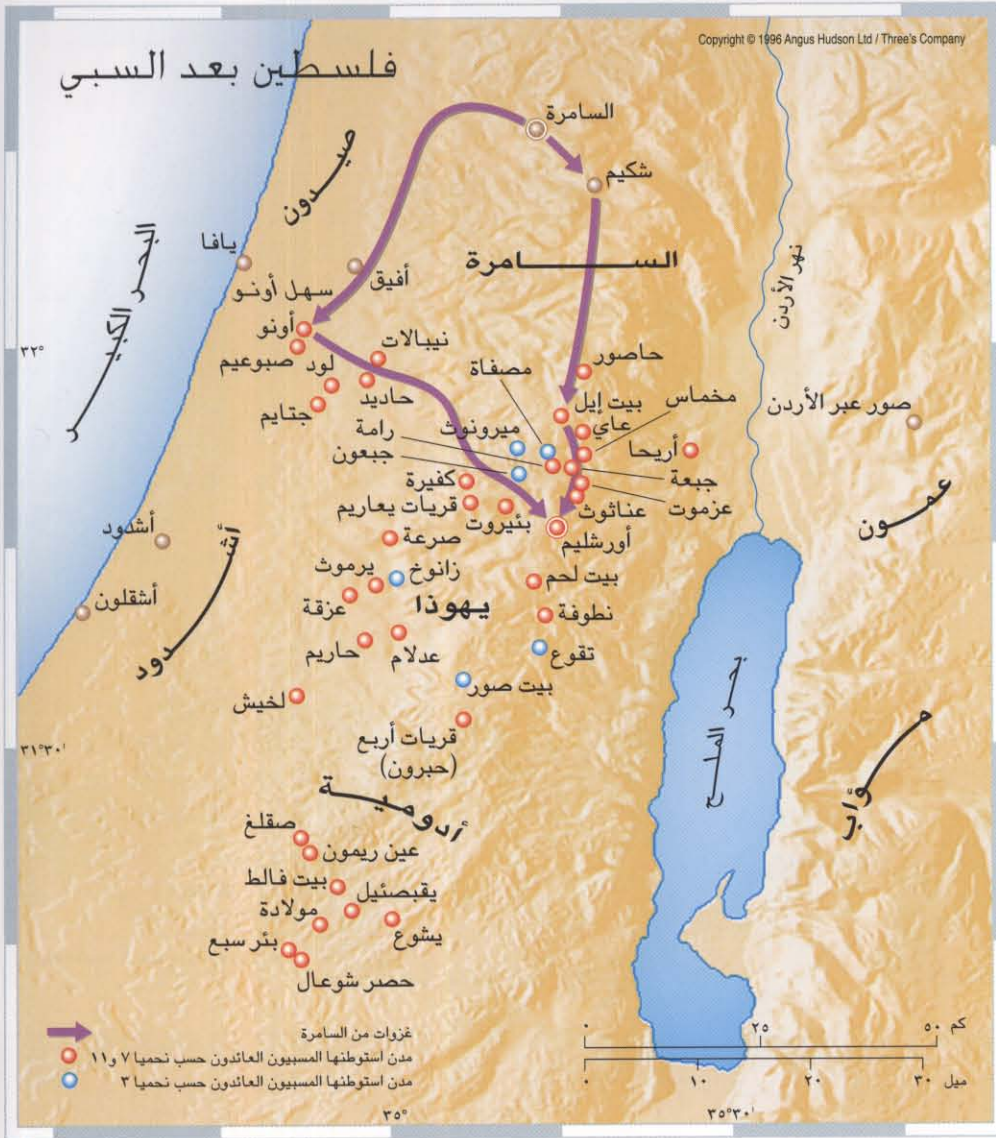 Copyright © 1996 Angus Hudson Ltd / Three's Company
فلسطين بعد السبي
السامرة
شكيم
صيدون
يافا
أفيق
البحر الكبير
السامرة
نهر الأردن
سهل أونو
أونو
صبوعيم
لود
نيبالات
حاديد
جتايم
°٣٢
حاصور
مصفاة
مخماس
بيت إيل
عاي
صور عبر الأردن
ميرونوث
رامة
جبعون
أريحا
جبعة
عزموت
عناثوث
كفيرة
قريات يعاريم
بئيروت
أورشليم
عمون
أشدود
أشدود
أشقلون
صرعة
زانوخ
يرموث
عزقة
يهوذا
بيت لحم
نطوفة
تقوع
حاريم
عدلام
بيت صور
لخيش
قريات أربع
(حبرون)
٣١°٣٠'
بحر الملح
مؤاب
أدومية
صقلغ
عين ريمون
بيت فالط
يقبصئيل
مولادة
يشوع
بئر سبع
حصر شوعال
غزوات من السامرة
مدن استوطنها المسبيون العائدون حسب نحميا ٧ و١١
مدن استوطنها المسبيون العائدون حسب نحميا ٣
٠ ٢٥ ٥٠ كم
٠ ١٠ ٢٠ ٣٠ ميل
٣٥°
٣٥°٣٠'